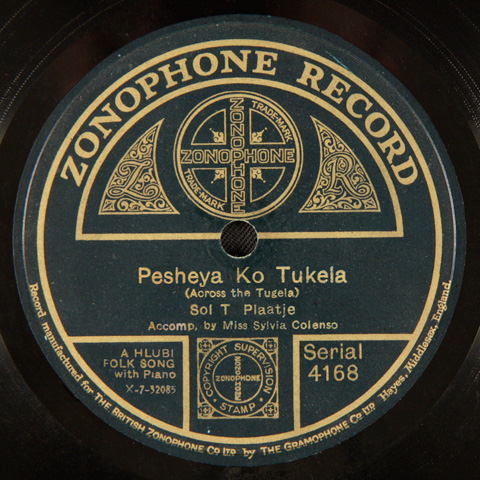 ZONOPHONE RECORD
TRADE-MARK
ZONOPHONE
ZONOPHONE
TRADE-MARK
Z
R
Pesheya Ko Tukela
(Across the Tugela)
Sol T Plaatje
Accomp, by Miss Sylvia Colenso
A HLUBI
FOLK SONG
with Piano
X-7-32085
COPYRIGHT SUPERVISION
ZONOPHONE
ZONOPHONE
STAMP
Serial
4168
Record manufactured for THE BRITISH ZONOPHONE Co LTD by THE GRAMOPHONE Co LTD Hayes, Middlesex, England.